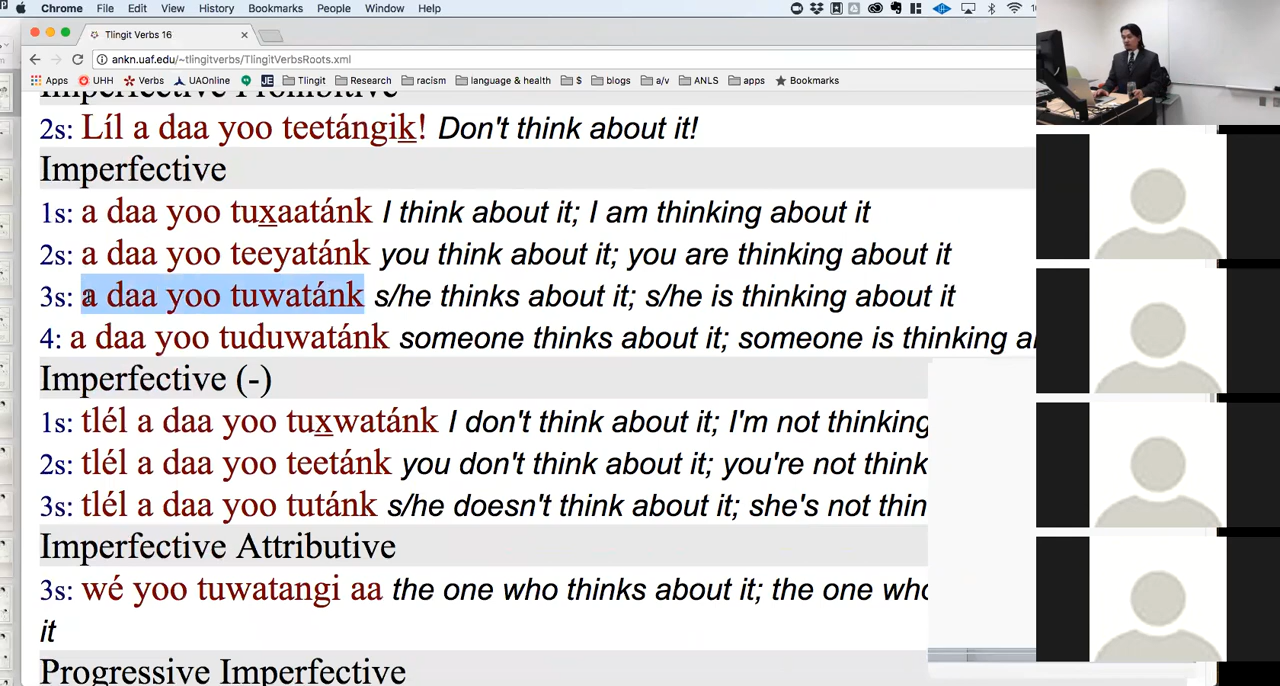 Chrome File Edit View History Bookmarks People Window Help
Tlingit Verbs 16
ankn.uaf.edu/~tlingitverbs/TlingitVerbsRoots.xml
Apps UHH Verbs UAOnline JE Tlingit Research racism language & health $ blogs a/v ANLS apps Bookmarks
Imperfective Prohibitive
2s: Líl a daa yoo teetángik̲! Don't think about it!
Imperfective
1s: a daa yoo tux̲aatánk I think about it; I am thinking about it
2s: a daa yoo teeyatánk you think about it; you are thinking about it
3s: a daa yoo tuwatánk s/he thinks about it; s/he is thinking about it
4: a daa yoo tuduwatánk someone thinks about it; someone is thinking a
Imperfective (-)
1s: tlél a daa yoo tux̲watánk I don't think about it; I'm not thinking
2s: tlél a daa yoo teetánk you don't think about it; you're not think
3s: tlél a daa yoo tutánk s/he doesn't think about it; she's not thin
Imperfective Attributive
3s: wé yoo tuwatangi aa the one who thinks about it; the one who
it
Progressive Imperfective